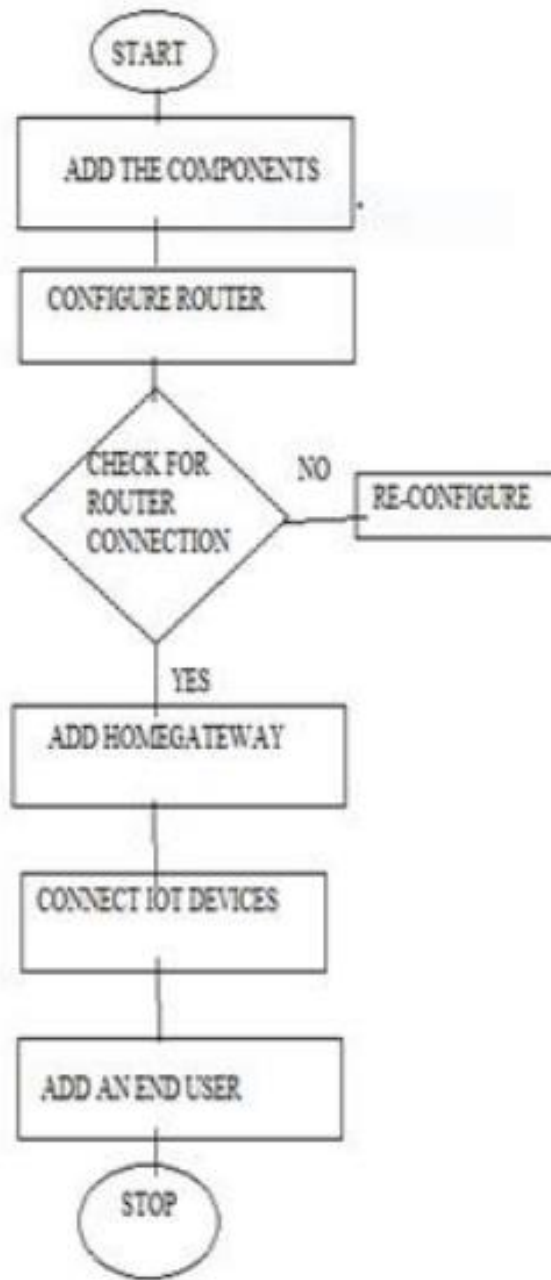 START
ADD THE COMPONENTS
CONFIGURE ROUTER
CHECK FOR
ROUTER
CONNECTION
NO
RE-CONFIGURE
YES
ADD HOMEGATEWAY
CONNECT IOT DEVICES
ADD AN END USER
STOP